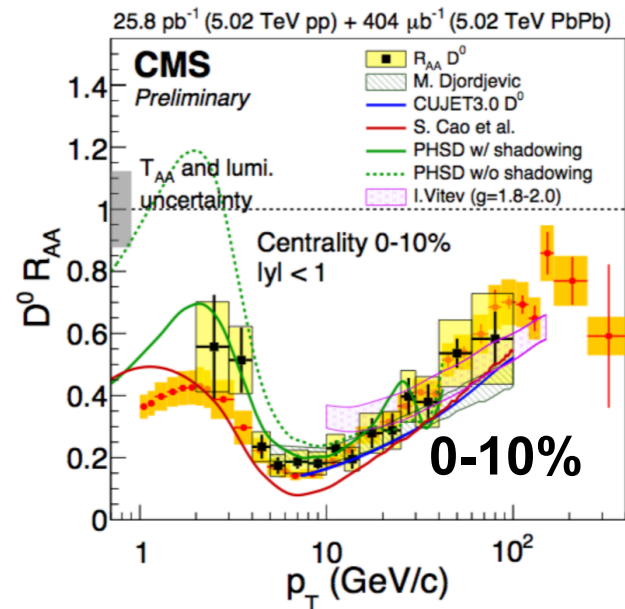 25.8 pb⁻¹ (5.02 TeV pp) + 404 μb⁻¹ (5.02 TeV PbPb)
CMS
Preliminary
R_AA D⁰
M. Djordjevic
CUJET3.0 D⁰
S. Cao et al.
PHSD w/ shadowing
PHSD w/o shadowing
I.Vitev (g=1.8-2.0)
T_AA and lumi.
uncertainty
Centrality 0-10%
|y| < 1
0-10%
D⁰ R_AA
1.4
1.2
1
0.8
0.6
0.4
0.2
0
1
10
10²
p_T (GeV/c)